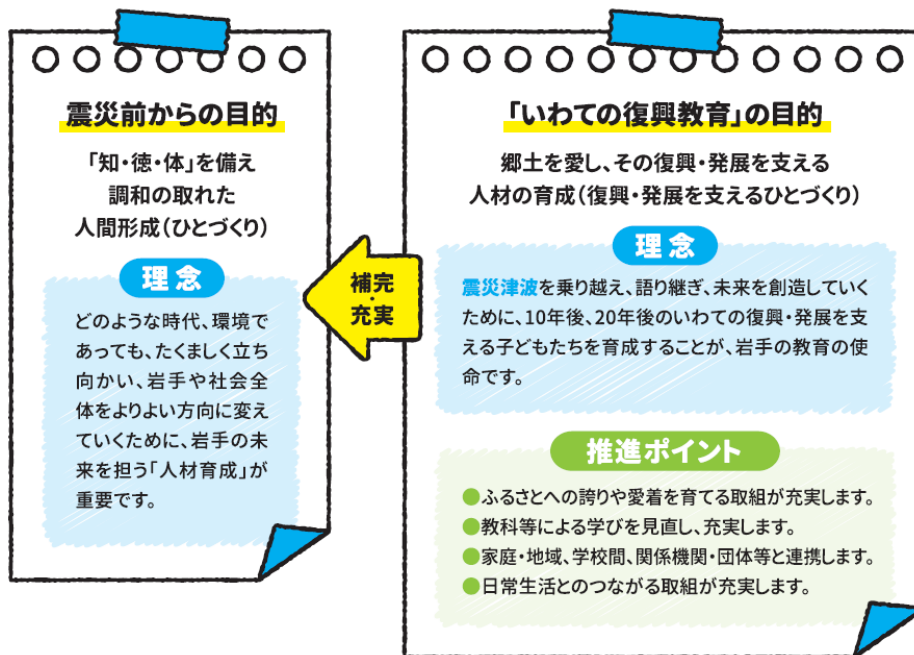 震災前からの目的
「知・徳・体」を備え
調和の取れた
人間形成(ひとづくり)
理念
どのような時代、環境で
あっても、たくましく立ち
向かい、岩手や社会全
体をよりよい方向に変え
ていくために、岩手の未
来を担う「人材育成」が
重要です。
補完
・
充実
「いわての復興教育」の目的
郷土を愛し、その復興・発展を支える
人材の育成(復興・発展を支えるひとづくり)
理念
震災津波を乗り越え、語り継ぎ、未来を創造していく
ために、10年後、20年後のいわての復興・発展を支
える子どもたちを育成することが、岩手の教育の使
命です。
推進ポイント
●ふるさとへの誇りや愛着を育てる取組が充実します。
●教科等による学びを見直し、充実します。
●家庭・地域、学校間、関係機関・団体等と連携します。
●日常生活とのつながる取組が充実します。